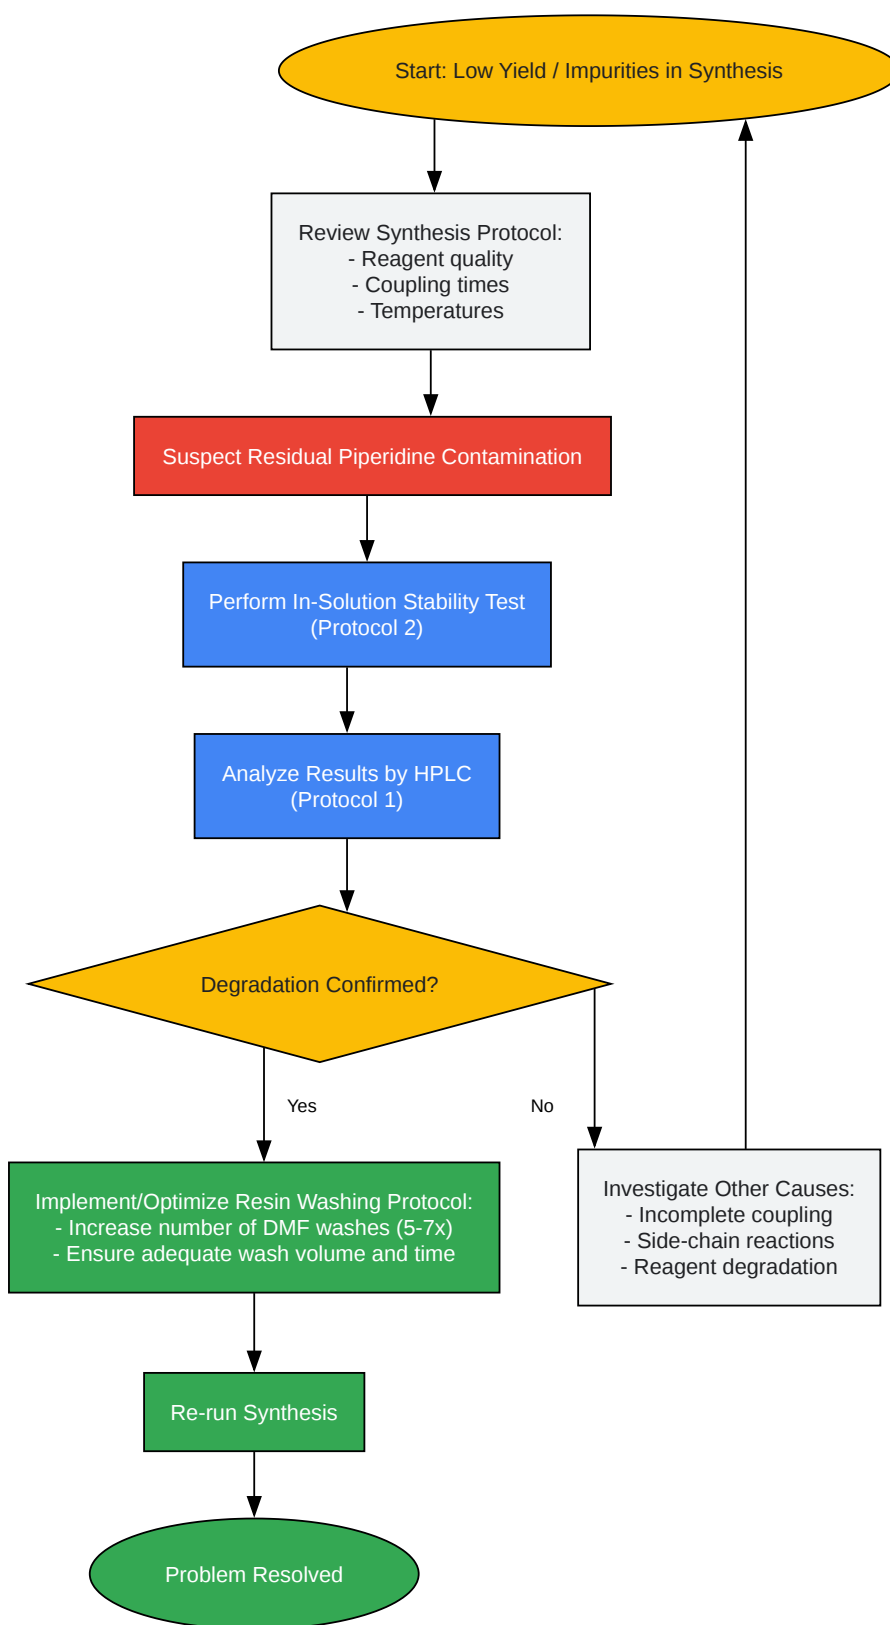 Start: Low Yield / Impurities in Synthesis
Review Synthesis Protocol:
- Reagent quality
- Coupling times
- Temperatures
Suspect Residual Piperidine Contamination
Perform In-Solution Stability Test
(Protocol 2)
Analyze Results by HPLC
(Protocol 1)
Degradation Confirmed?
Yes
No
Implement/Optimize Resin Washing Protocol:
- Increase number of DMF washes (5-7x)
- Ensure adequate wash volume and time
Investigate Other Causes:
- Incomplete coupling
- Side-chain reactions
- Reagent degradation
Re-run Synthesis
Problem Resolved